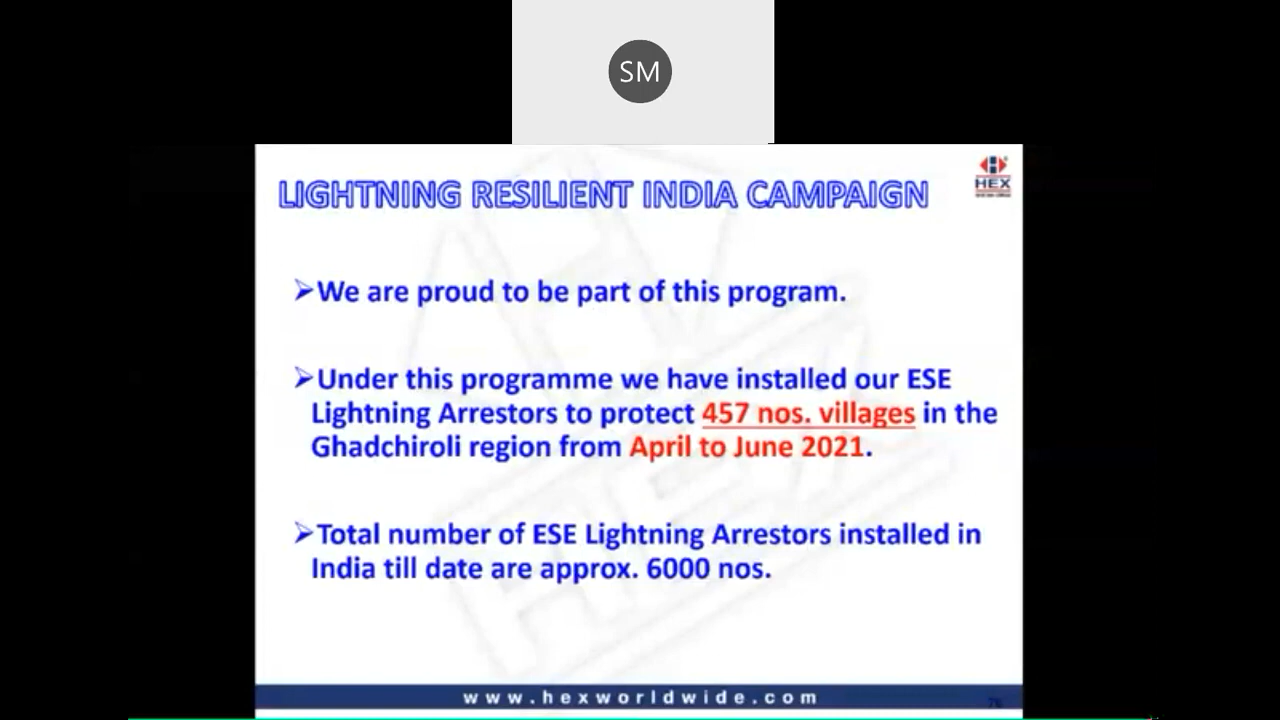 SM
HEX
LIGHTNING RESILIENT INDIA CAMPAIGN
➢We are proud to be part of this program.
➢Under this programme we have installed our ESE
Lightning Arrestors to protect 457 nos. villages in the
Ghadchiroli region from April to June 2021.
➢Total number of ESE Lightning Arrestors installed in
India till date are approx. 6000 nos.
www.hexworldwide.com